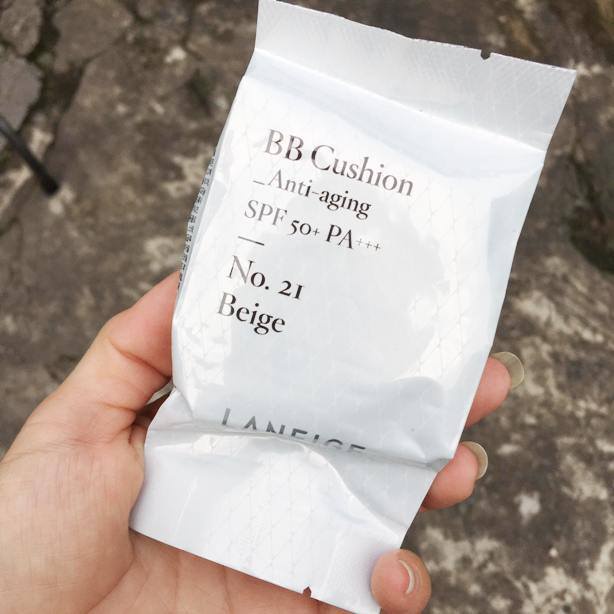 BB Cushion
_Anti-aging
SPF 50+ PA+++
—
No. 21
Beige
LANEIGE